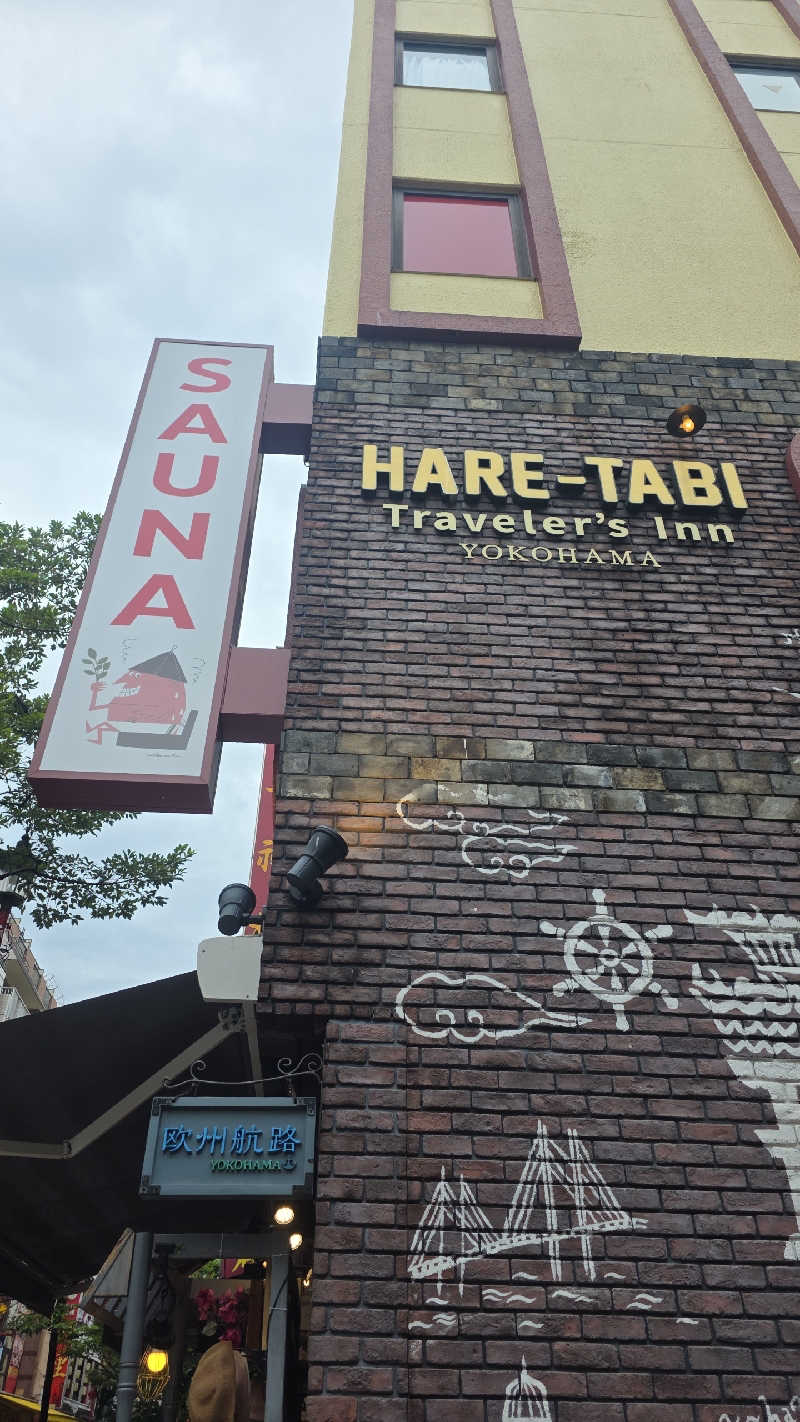 SAUNA
HARE-TABI
Traveler's Inn
YOKOHAMA
欧州航路
YOKOHAMA